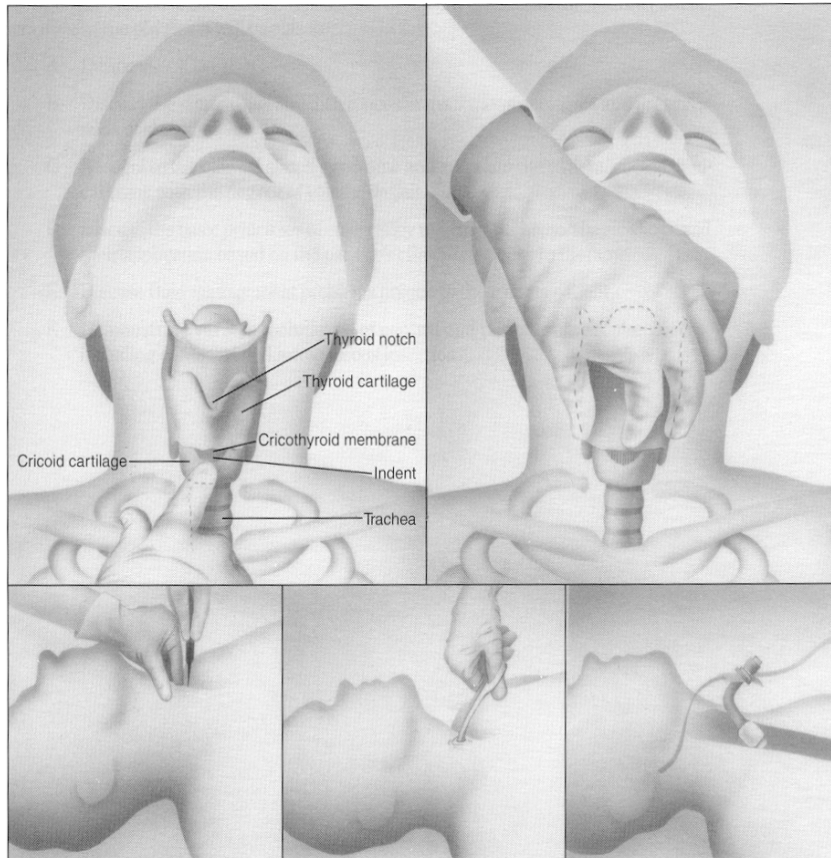 Thyroid notch
Thyroid cartilage
Cricothyroid membrane
Cricoid cartilage
Indent
Trachea